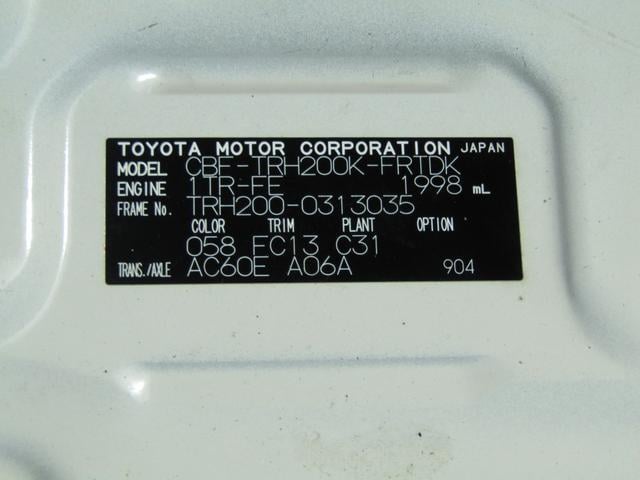 TOYOTA MOTOR CORPORATION JAPAN
MODEL CBF-TRH200K-FRTDK
ENGINE 1TR-FE 1998 mL
FRAME No. TRH200-0313035
COLOR TRIM PLANT OPTION
058 FC13 C31
TRANS./AXLE AC60E A06A 904